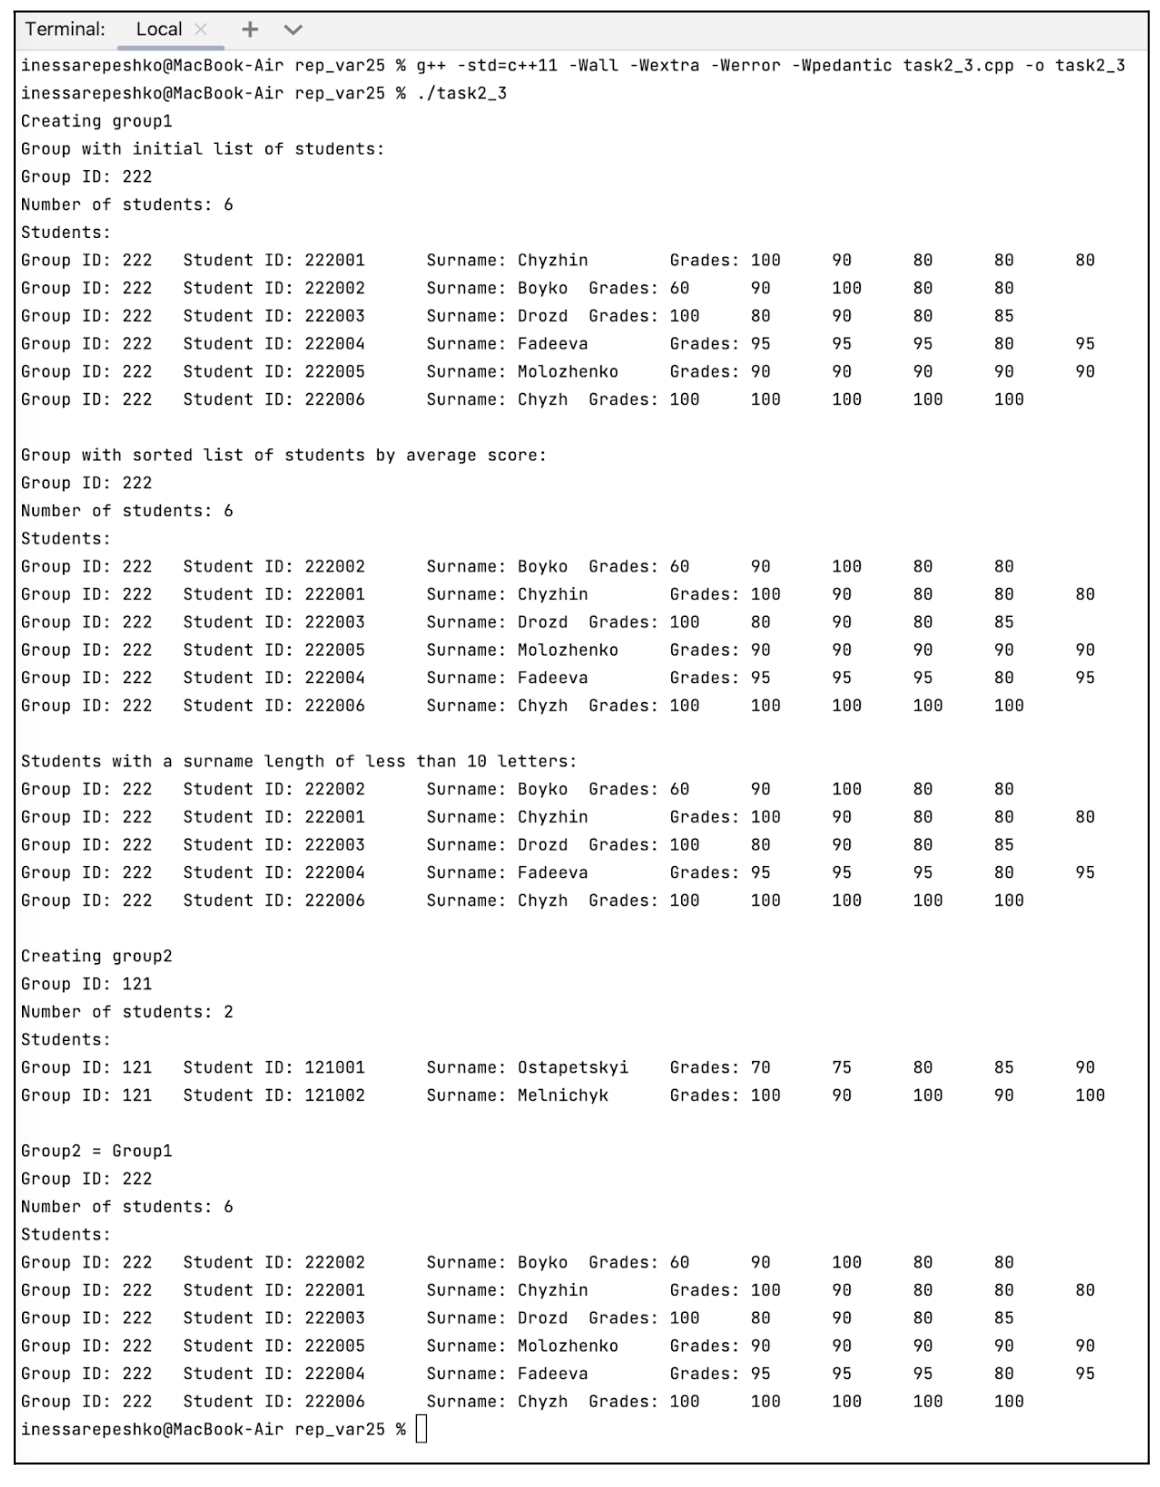 Terminal: Local × +
inessarepeshko@MacBook-Air rep_var25 % g++ -std=c++11 -Wall -Wextra -Werror -Wpedantic task2_3.cpp -o task2_3
inessarepeshko@MacBook-Air rep_var25 % ./task2_3
Creating group1
Group with initial list of students:
Group ID: 222
Number of students: 6
Students:
Group ID: 222 Student ID: 222001 Surname: Chyzhin Grades: 100 90 80 80 80
Group ID: 222 Student ID: 222002 Surname: Boyko Grades: 60 90 100 80 80
Group ID: 222 Student ID: 222003 Surname: Drozd Grades: 100 80 90 80 85
Group ID: 222 Student ID: 222004 Surname: Fadeeva Grades: 95 95 95 80 95
Group ID: 222 Student ID: 222005 Surname: Molozhenko Grades: 90 90 90 90 90
Group ID: 222 Student ID: 222006 Surname: Chyzh Grades: 100 100 100 100 100
Group with sorted list of students by average score:
Group ID: 222
Number of students: 6
Students:
Group ID: 222 Student ID: 222002 Surname: Boyko Grades: 60 90 100 80 80
Group ID: 222 Student ID: 222001 Surname: Chyzhin Grades: 100 90 80 80 80
Group ID: 222 Student ID: 222003 Surname: Drozd Grades: 100 80 90 80 85
Group ID: 222 Student ID: 222005 Surname: Molozhenko Grades: 90 90 90 90 90
Group ID: 222 Student ID: 222004 Surname: Fadeeva Grades: 95 95 95 80 95
Group ID: 222 Student ID: 222006 Surname: Chyzh Grades: 100 100 100 100 100
Students with a surname length of less than 10 letters:
Group ID: 222 Student ID: 222002 Surname: Boyko Grades: 60 90 100 80 80
Group ID: 222 Student ID: 222001 Surname: Chyzhin Grades: 100 90 80 80 80
Group ID: 222 Student ID: 222003 Surname: Drozd Grades: 100 80 90 80 85
Group ID: 222 Student ID: 222004 Surname: Fadeeva Grades: 95 95 95 80 95
Group ID: 222 Student ID: 222006 Surname: Chyzh Grades: 100 100 100 100 100
Creating group2
Group ID: 121
Number of students: 2
Students:
Group ID: 121 Student ID: 121001 Surname: Ostapetskyi Grades: 70 75 80 85 90
Group ID: 121 Student ID: 121002 Surname: Melnichyk Grades: 100 90 100 90 100
Group2 = Group1
Group ID: 222
Number of students: 6
Students:
Group ID: 222 Student ID: 222002 Surname: Boyko Grades: 60 90 100 80 80
Group ID: 222 Student ID: 222001 Surname: Chyzhin Grades: 100 90 80 80 80
Group ID: 222 Student ID: 222003 Surname: Drozd Grades: 100 80 90 80 85
Group ID: 222 Student ID: 222005 Surname: Molozhenko Grades: 90 90 90 90 90
Group ID: 222 Student ID: 222004 Surname: Fadeeva Grades: 95 95 95 80 95
Group ID: 222 Student ID: 222006 Surname: Chyzh Grades: 100 100 100 100 100
inessarepeshko@MacBook-Air rep_var25 %